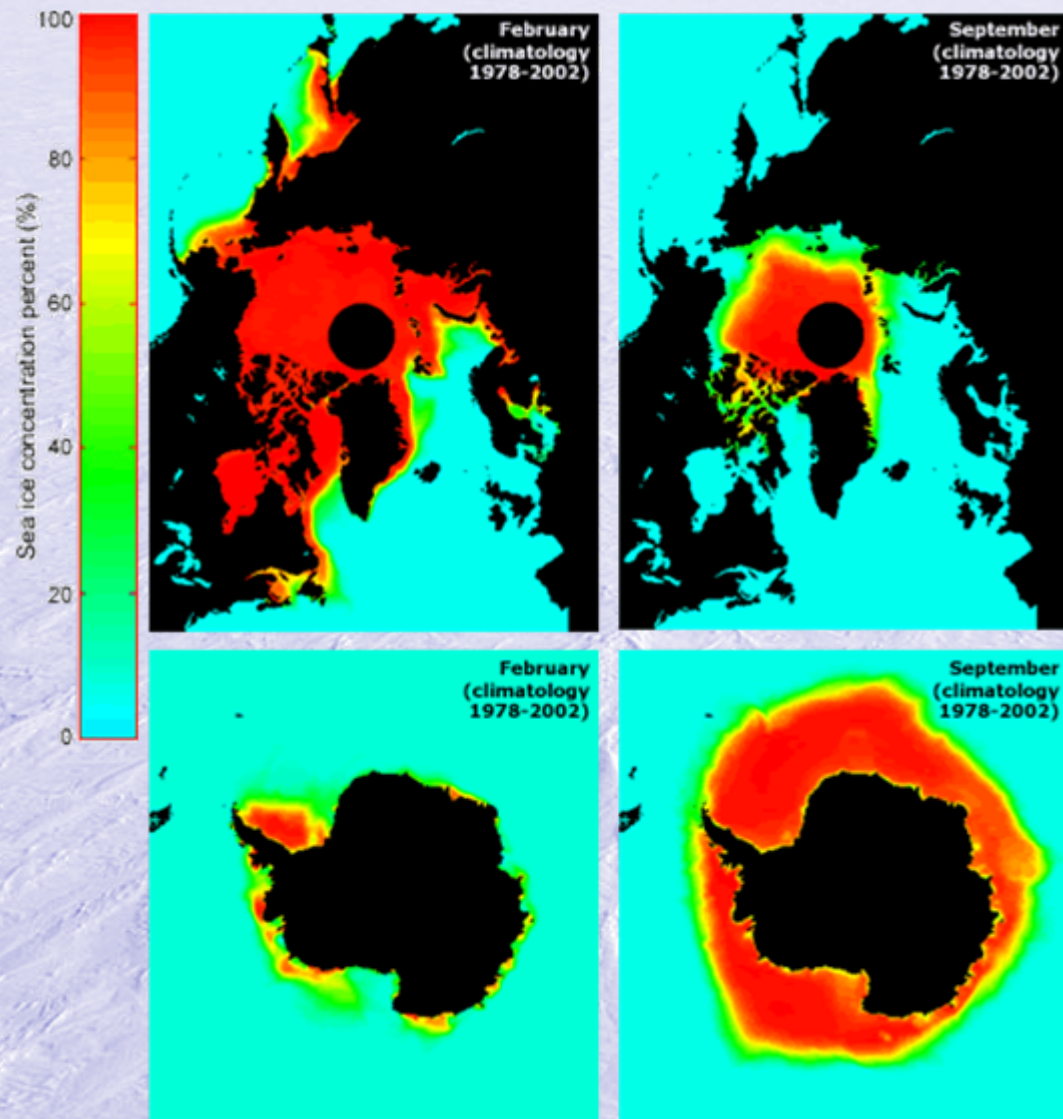 100
80
60
40
20
0
Sea ice concentration percent (%)
February
(climatology
1978-2002)
September
(climatology
1978-2002)
February
(climatology
1978-2002)
September
(climatology
1978-2002)